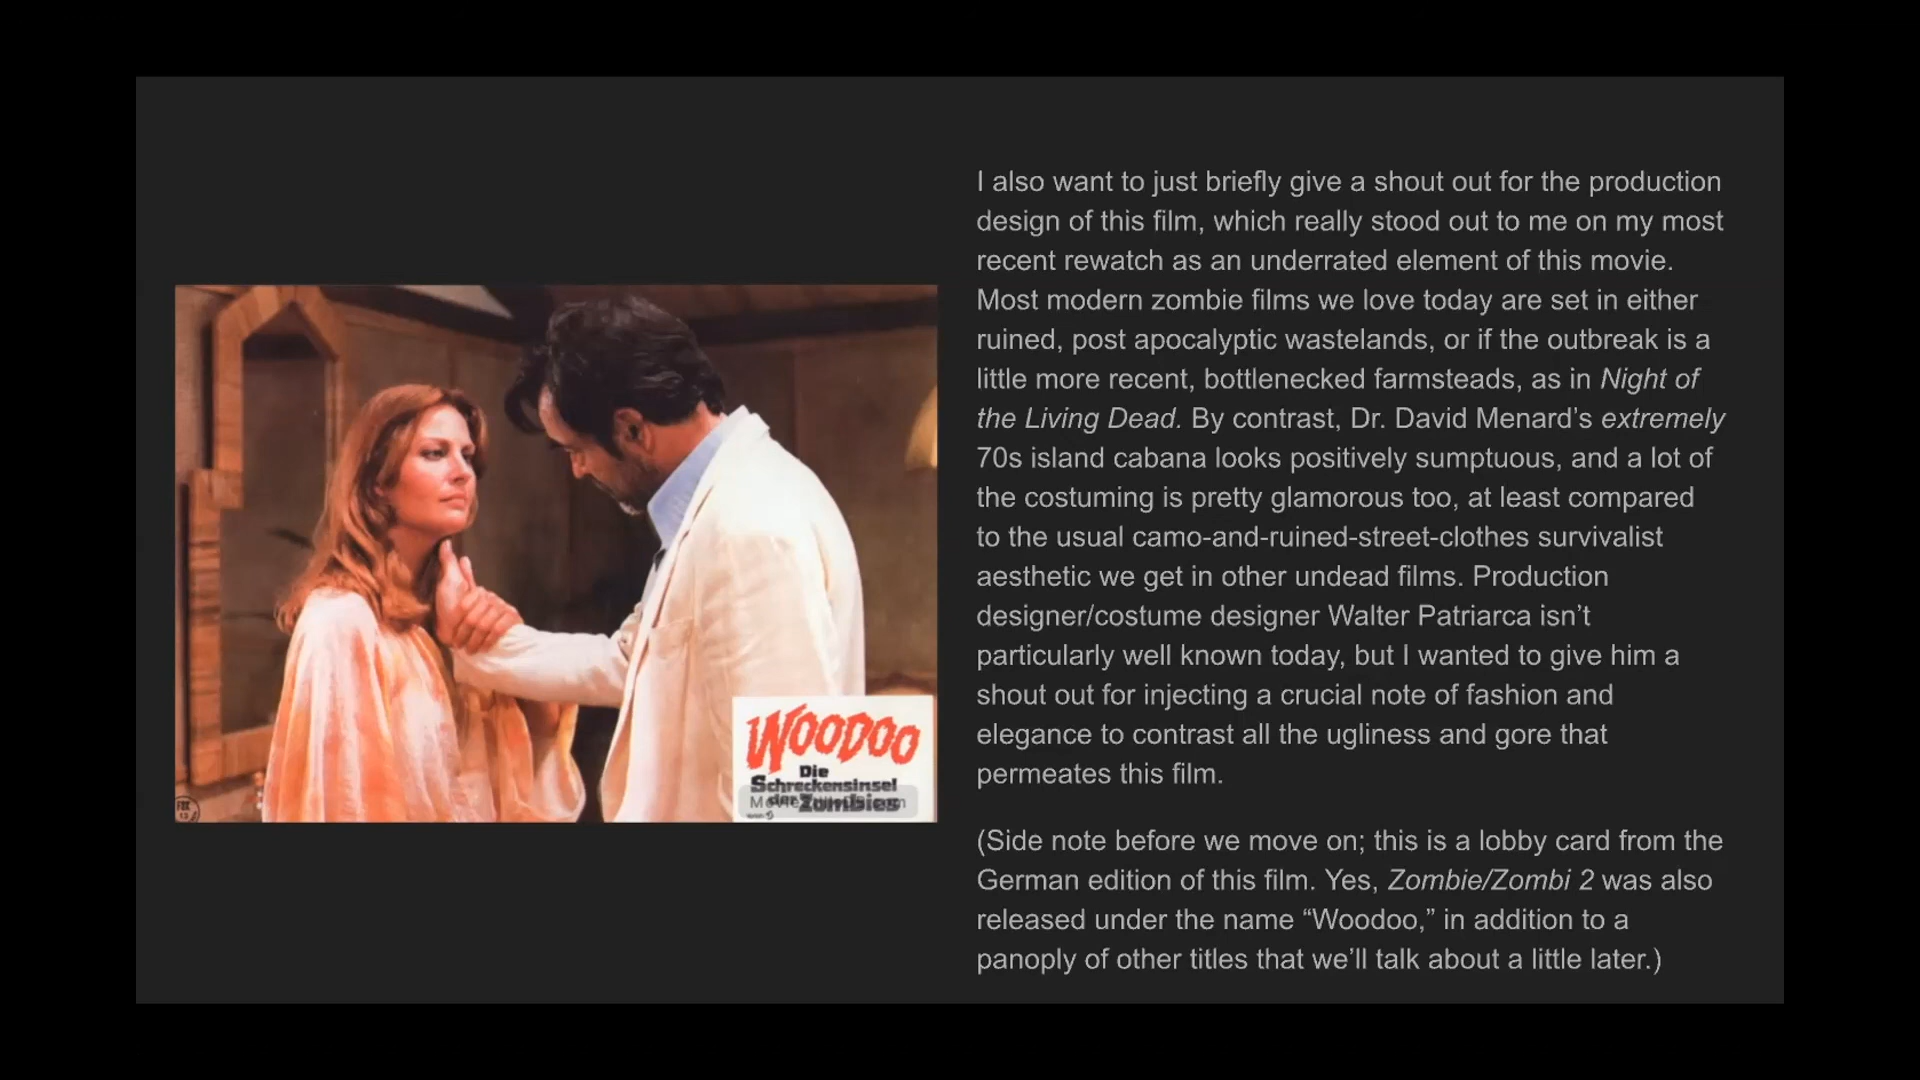 I also want to just briefly give a shout out for the production
design of this film, which really stood out to me on my most
recent rewatch as an underrated element of this movie.
Most modern zombie films we love today are set in either
ruined, post apocalyptic wastelands, or if the outbreak is a
little more recent, bottlenecked farmsteads, as in Night of
the Living Dead. By contrast, Dr. David Menard’s extremely
70s island cabana looks positively sumptuous, and a lot of
the costuming is pretty glamorous too, at least compared
to the usual camo-and-ruined-street-clothes survivalist
aesthetic we get in other undead films. Production
designer/costume designer Walter Patriarca isn’t
particularly well known today, but I wanted to give him a
shout out for injecting a crucial note of fashion and
elegance to contrast all the ugliness and gore that
permeates this film.
(Side note before we move on; this is a lobby card from the
German edition of this film. Yes, Zombie/Zombi 2 was also
released under the name “Woodoo,” in addition to a
panoply of other titles that we’ll talk about a little later.)
WOODOO
Die
Schreckensinsel
der Zombies